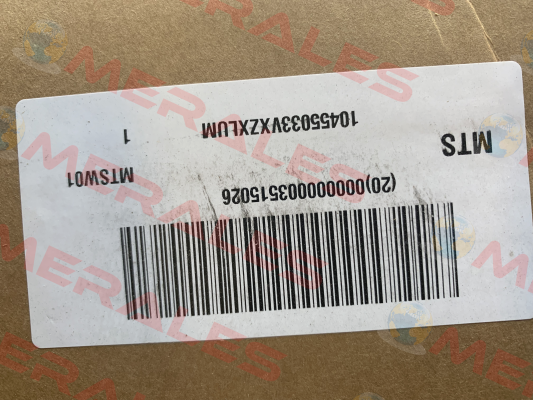 (20)0000000003515026
MTS MTSW01
10455033VXZXLUM 1
MERALES